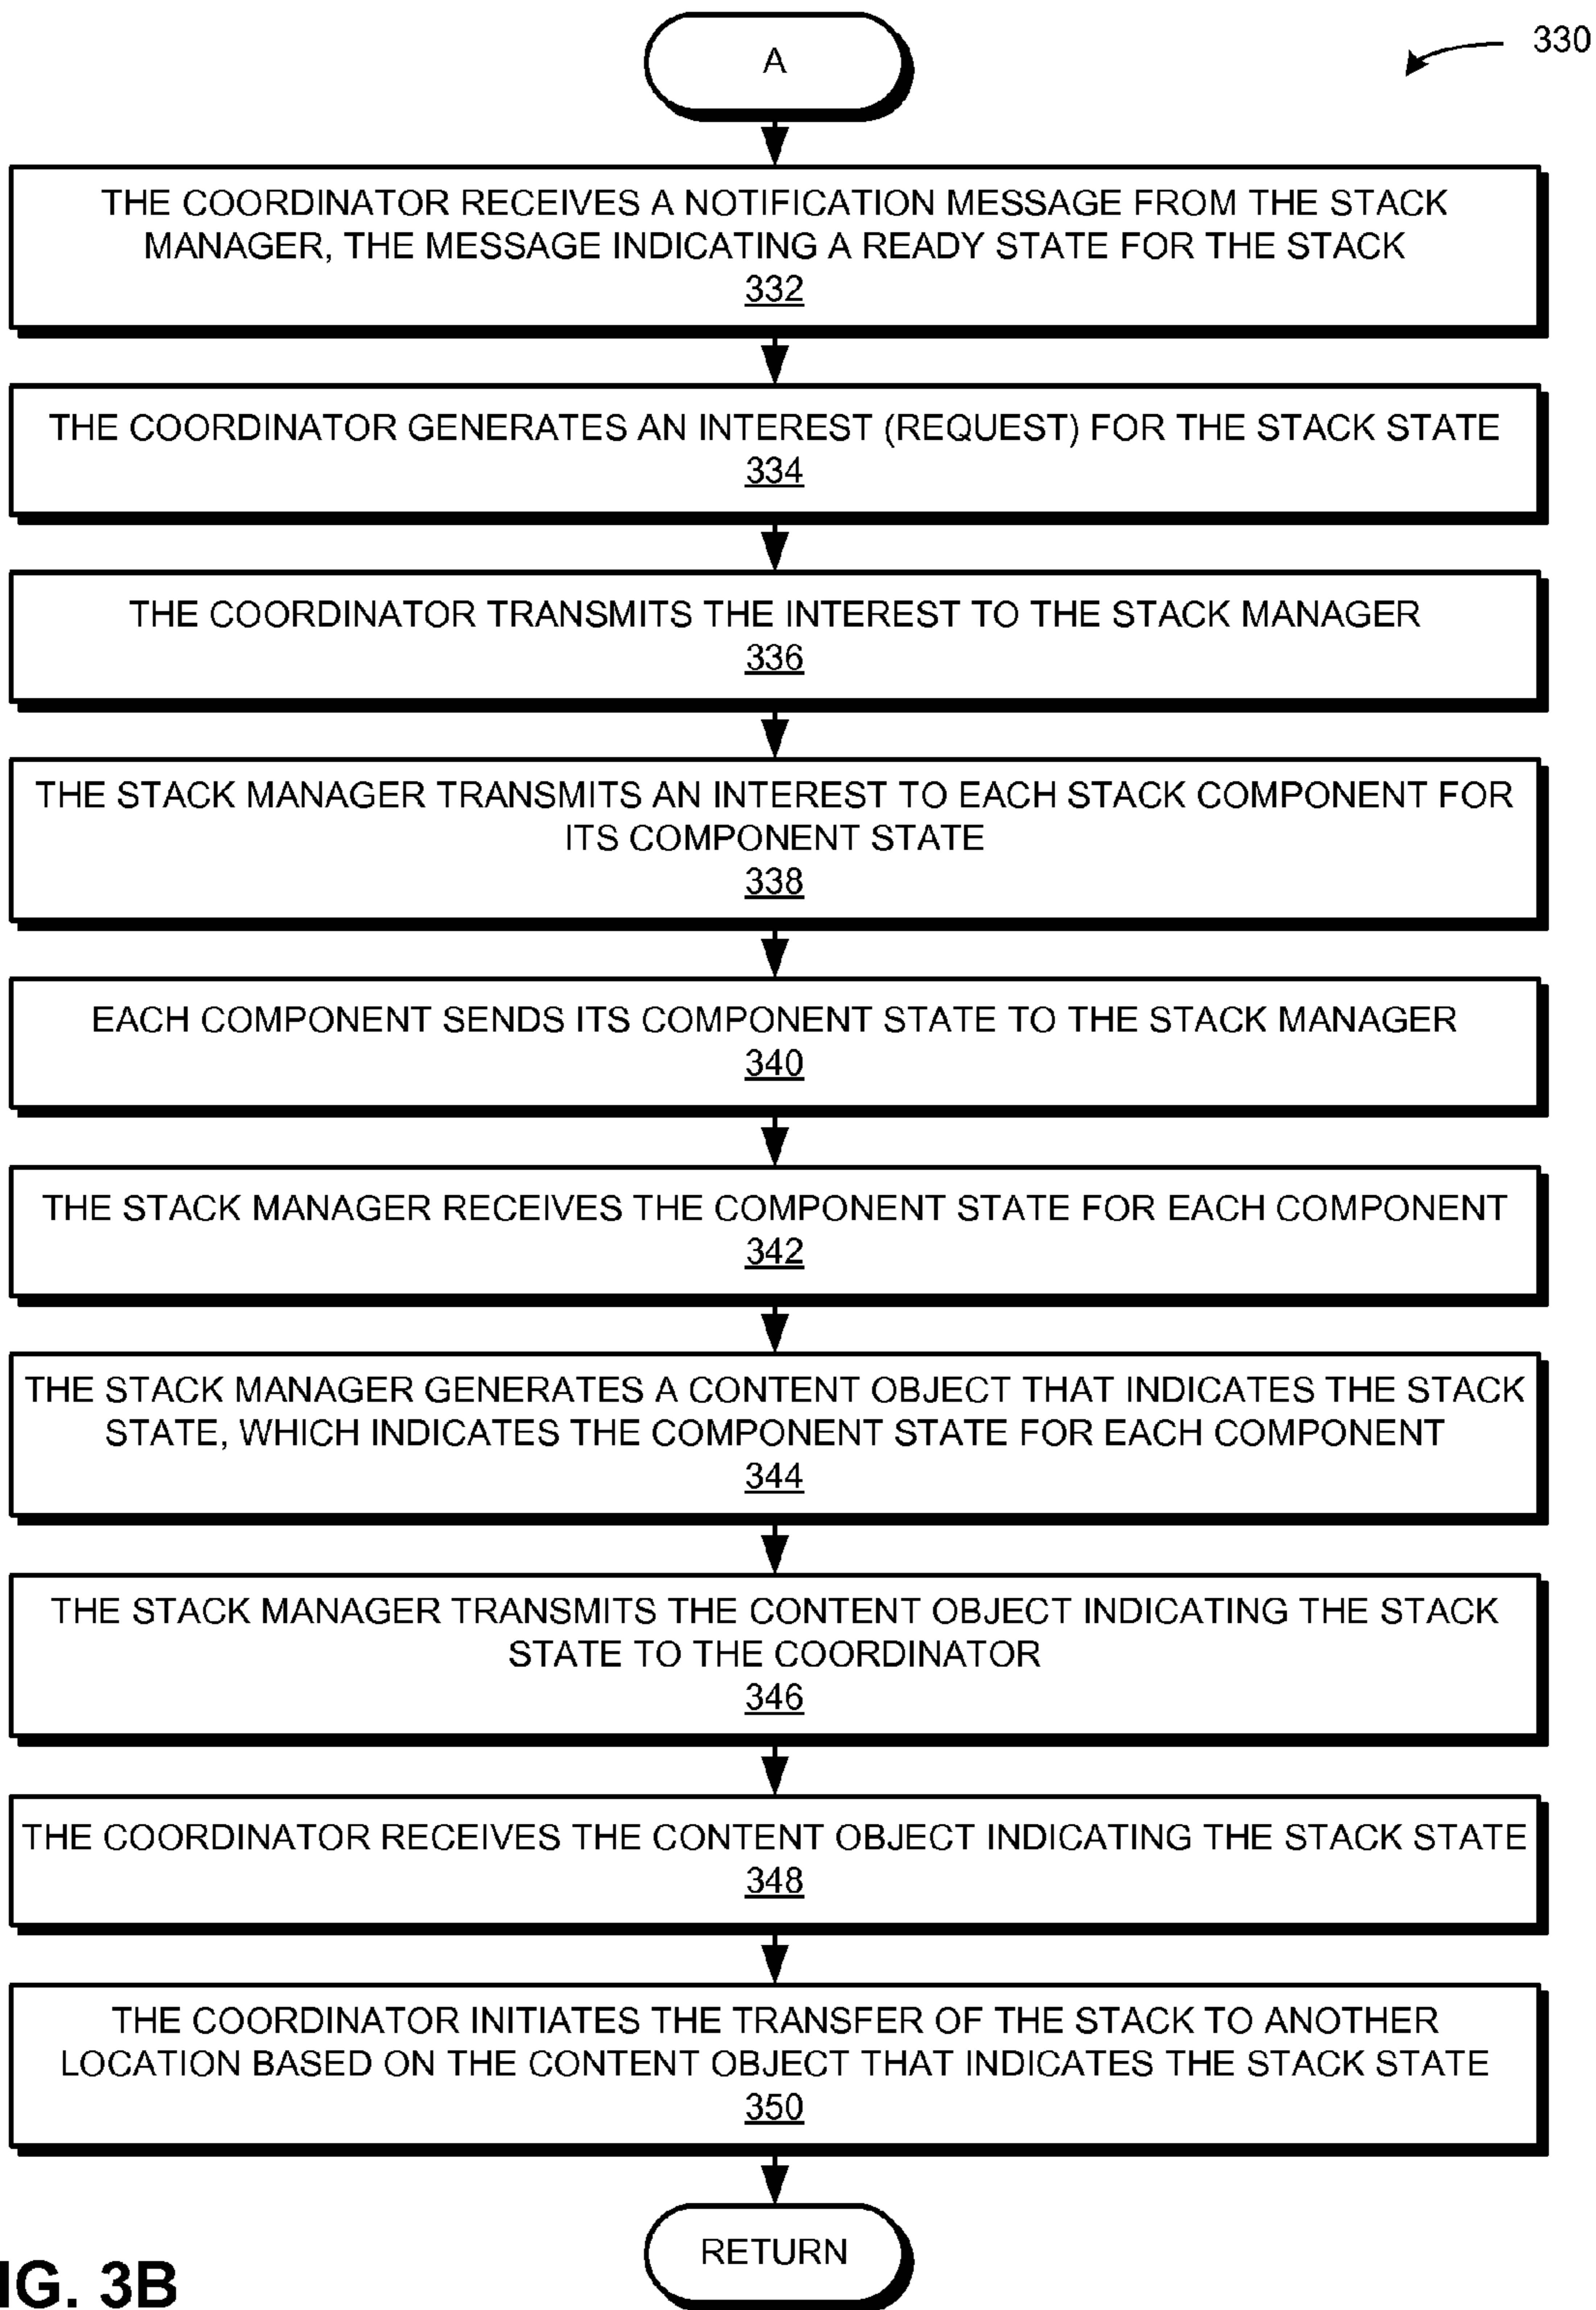 A
330
THE COORDINATOR RECEIVES A NOTIFICATION MESSAGE FROM THE STACK
MANAGER, THE MESSAGE INDICATING A READY STATE FOR THE STACK
332
THE COORDINATOR GENERATES AN INTEREST (REQUEST) FOR THE STACK STATE
334
THE COORDINATOR TRANSMITS THE INTEREST TO THE STACK MANAGER
336
THE STACK MANAGER TRANSMITS AN INTEREST TO EACH STACK COMPONENT FOR
ITS COMPONENT STATE
338
EACH COMPONENT SENDS ITS COMPONENT STATE TO THE STACK MANAGER
340
THE STACK MANAGER RECEIVES THE COMPONENT STATE FOR EACH COMPONENT
342
THE STACK MANAGER GENERATES A CONTENT OBJECT THAT INDICATES THE STACK
STATE, WHICH INDICATES THE COMPONENT STATE FOR EACH COMPONENT
344
THE STACK MANAGER TRANSMITS THE CONTENT OBJECT INDICATING THE STACK
STATE TO THE COORDINATOR
346
THE COORDINATOR RECEIVES THE CONTENT OBJECT INDICATING THE STACK STATE
348
THE COORDINATOR INITIATES THE TRANSFER OF THE STACK TO ANOTHER
LOCATION BASED ON THE CONTENT OBJECT THAT INDICATES THE STACK STATE
350
RETURN
IG. 3B